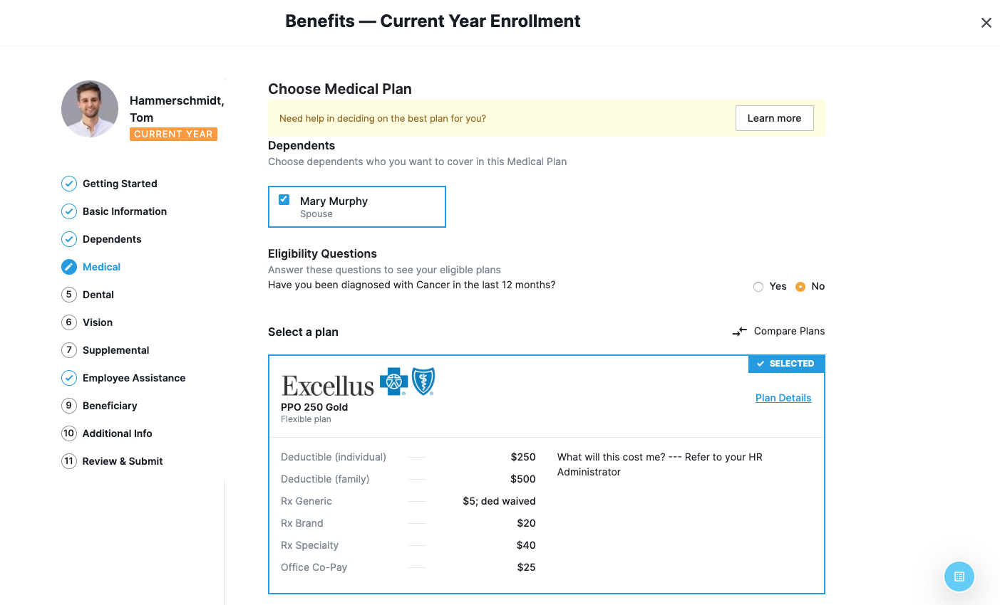 Benefits — Current Year Enrollment
Hammerschmidt,
Tom
CURRENT YEAR
Getting Started
Basic Information
Dependents
Medical
5 Dental
6 Vision
7 Supplemental
Employee Assistance
9 Beneficiary
10 Additional Info
11 Review & Submit
Choose Medical Plan
Need help in deciding on the best plan for you?
Learn more
Dependents
Choose dependents who you want to cover in this Medical Plan
Mary Murphy
Spouse
Eligibility Questions
Answer these questions to see your eligible plans
Have you been diagnosed with Cancer in the last 12 months?
Yes No
Select a plan
Compare Plans
SELECTED
Excellus
Plan Details
PPO 250 Gold
Flexible plan
Deductible (individual) $250
Deductible (family) $500
Rx Generic $5; ded waived
Rx Brand $20
Rx Specialty $40
Office Co-Pay $25
What will this cost me? --- Refer to your HR
Administrator